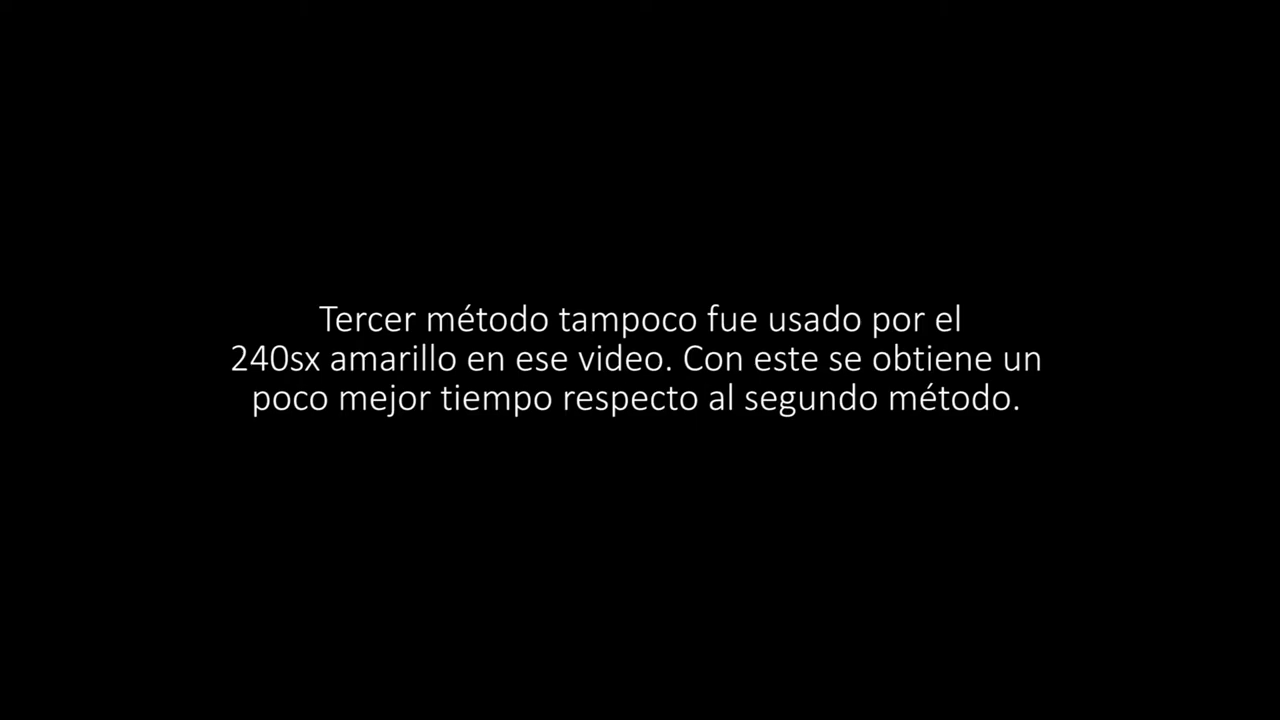 Tercer método tampoco fue usado por el
240sx amarillo en ese video. Con este se obtiene un
poco mejor tiempo respecto al segundo método.